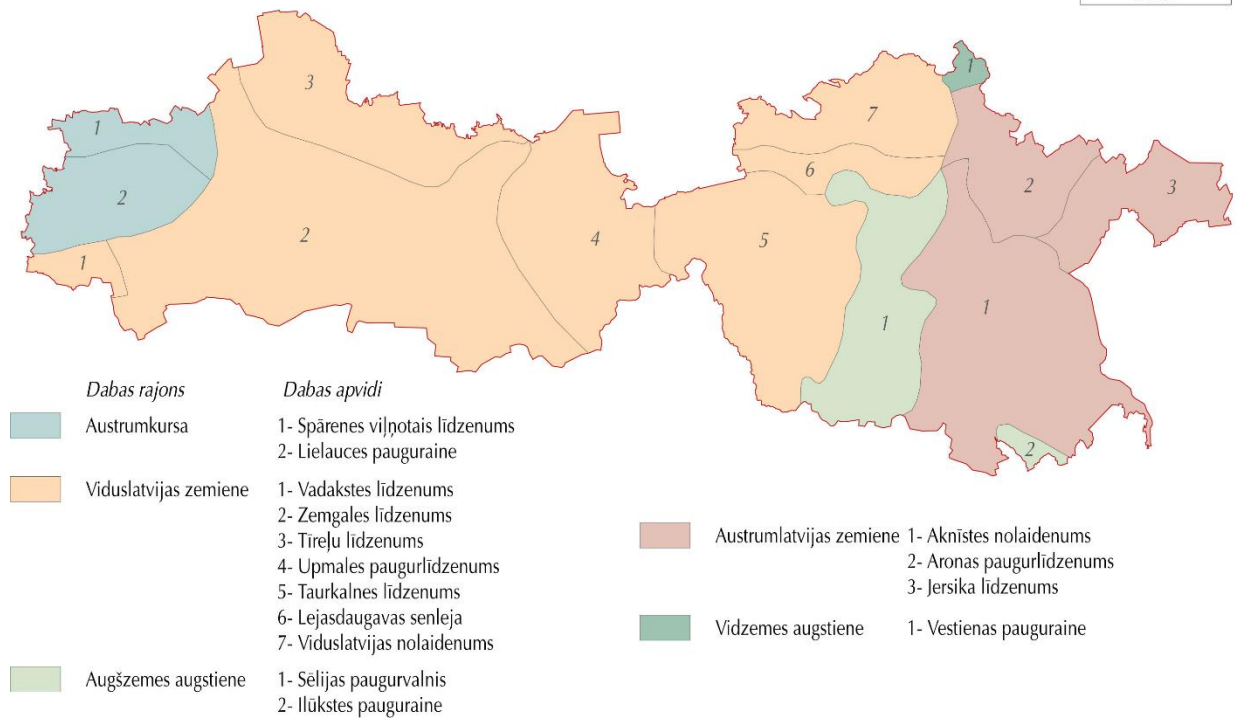 1
3
7
1
6
2
3
2
2
4
5
1
1
1
2
Dabas rajons Dabas apvidi
Austrumkursa 1- Spārenes viļņotais līdzenums
2- Lielauces pauguraine
Viduslatvijas zemiene 1- Vadakstes līdzenums
2- Zemgales līdzenums
3- Tīreļu līdzenums
4- Upmales paugurlīdzenums
5- Taurkalnes līdzenums
6- Lejasdaugavas senleja
7- Viduslatvijas nolaidenums
Augšzemes augstiene 1- Sēlijas paugurvalnis
2- Ilūkstes pauguraine
Austrumlatvijas zemiene 1- Aknīstes nolaidenums
2- Aronas paugurlīdzenums
3- Jersika līdzenums
Vidzemes augstiene 1- Vestienas pauguraine